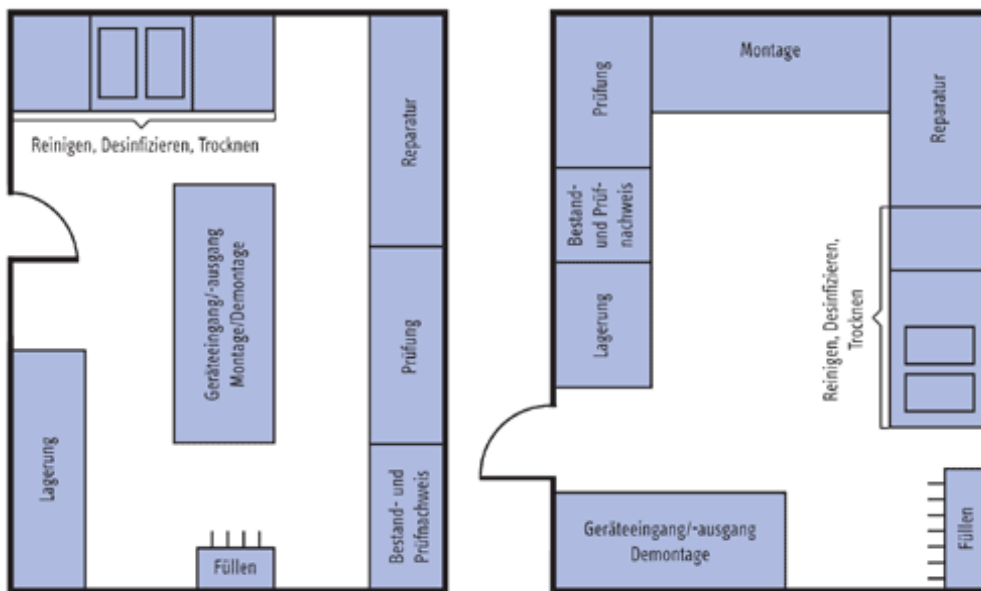 Reinigen, Desinfizieren, Trocknen
Reparatur
Geräteeingang/-ausgang
Montage/Demontage
Prüfung
Lagerung
Bestand- und
Prüfnachweis
Füllen
Prüfung
Montage
Reparatur
Bestand-
und Prüf-
nachweis
Lagerung
Reinigen, Desinfizieren,
Trocknen
Geräteeingang/-ausgang
Demontage
Füllen